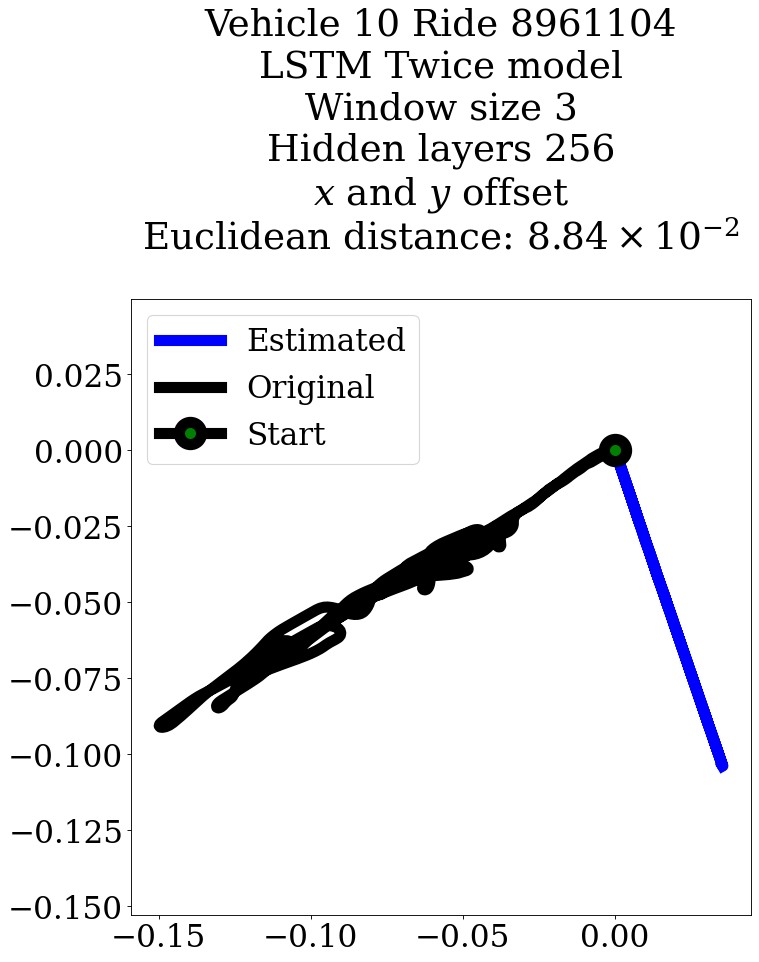 Vehicle 10 Ride 8961104
LSTM Twice model
Window size 3
Hidden layers 256
x and y offset
Euclidean distance: 8.84 × 10⁻²
Estimated
Original
Start
0.025
0.000
−0.025
−0.050
−0.075
−0.100
−0.125
−0.150
−0.15 −0.10 −0.05 0.00